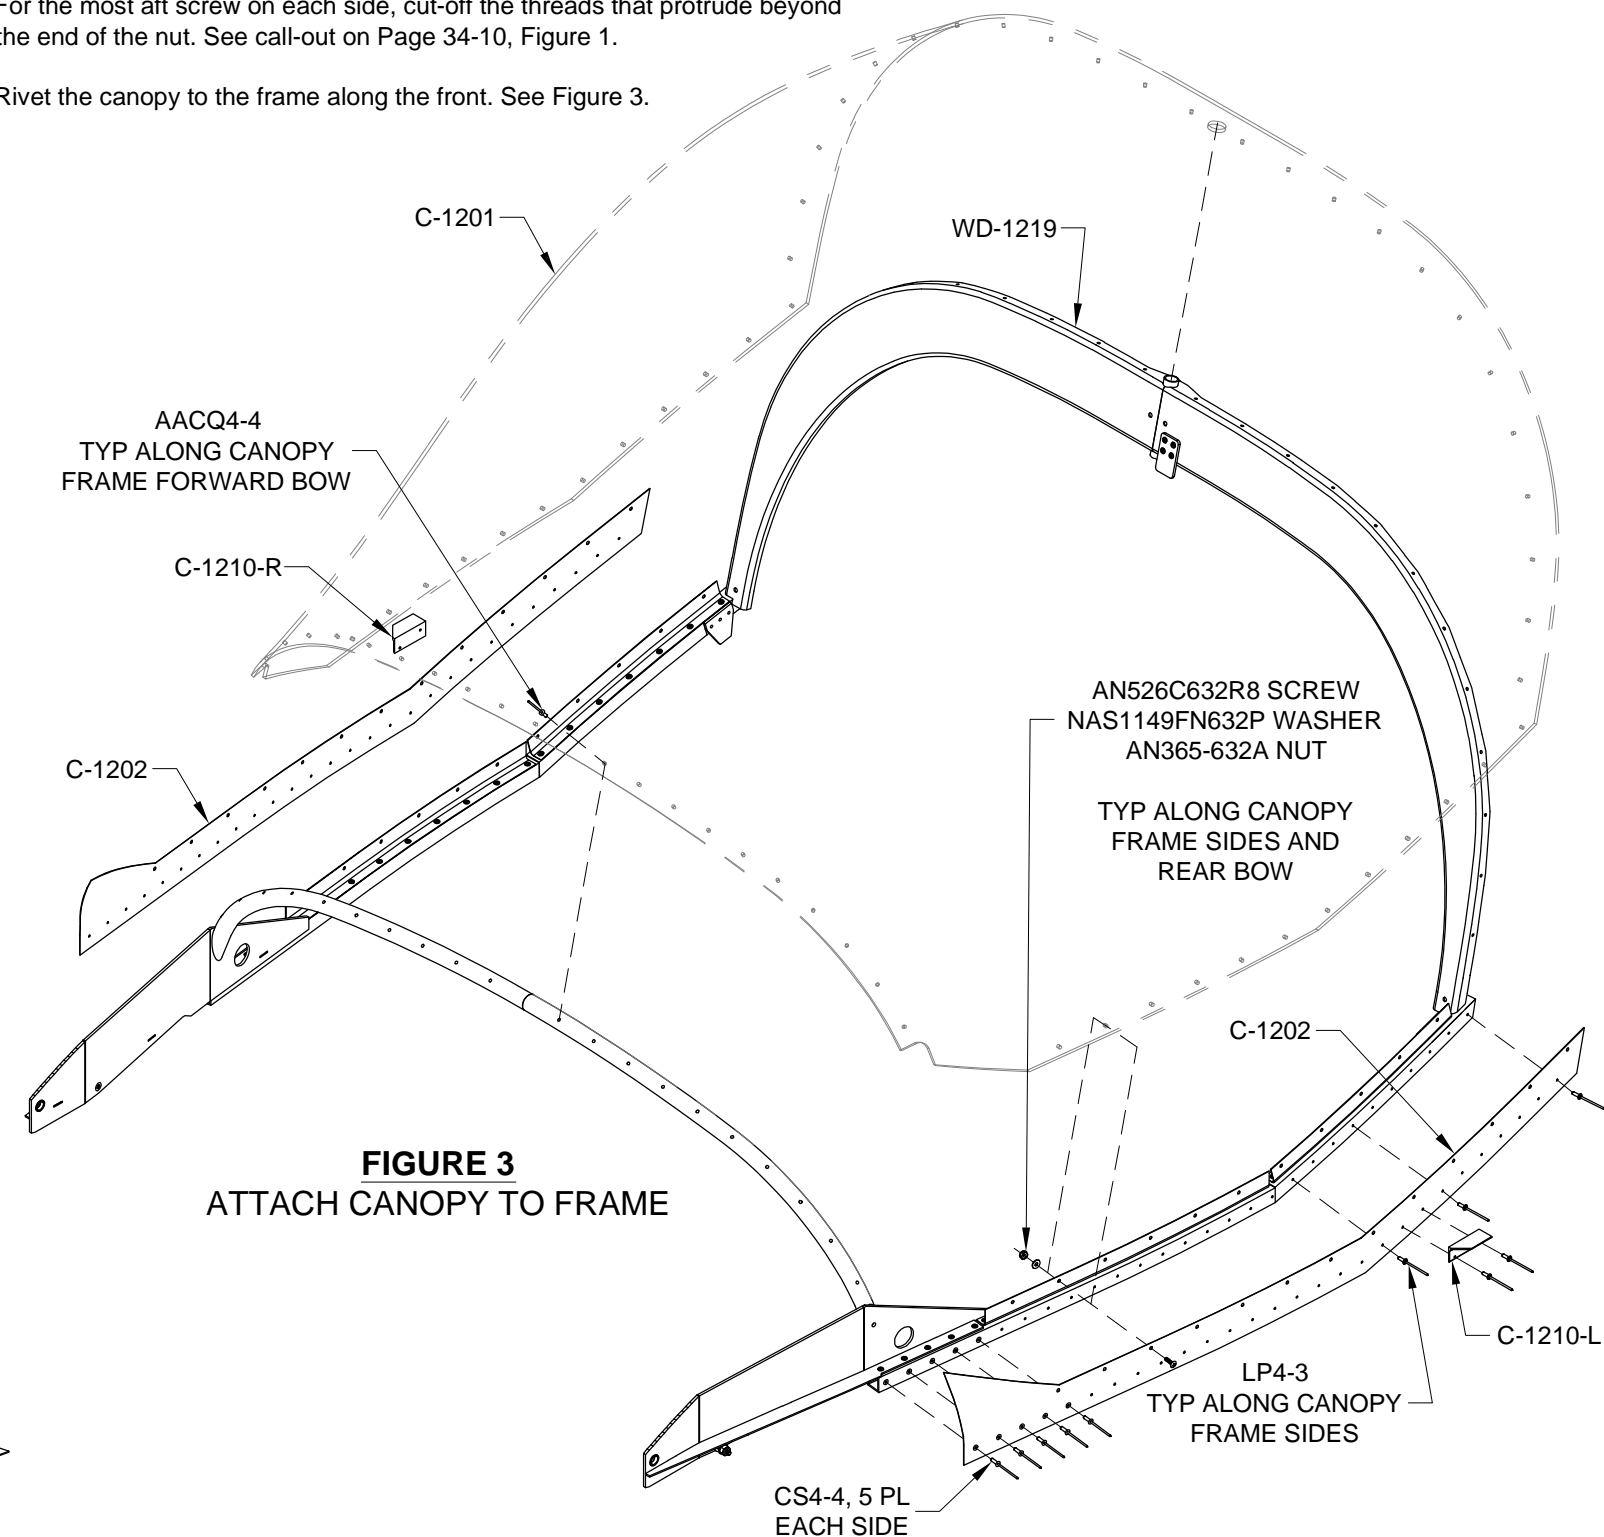 For the most aft screw on each side, cut-off the threads that protrude beyond
the end of the nut. See call-out on Page 34-10, Figure 1.
Rivet the canopy to the frame along the front. See Figure 3.
C-1201
WD-1219
AACQ4-4
TYP ALONG CANOPY
FRAME FORWARD BOW
C-1210-R
C-1202
AN526C632R8 SCREW
NAS1149FN632P WASHER
AN365-632A NUT
TYP ALONG CANOPY
FRAME SIDES AND
REAR BOW
C-1202
FIGURE 3
ATTACH CANOPY TO FRAME
C-1210-L
LP4-3
TYP ALONG CANOPY
FRAME SIDES
CS4-4, 5 PL
EACH SIDE